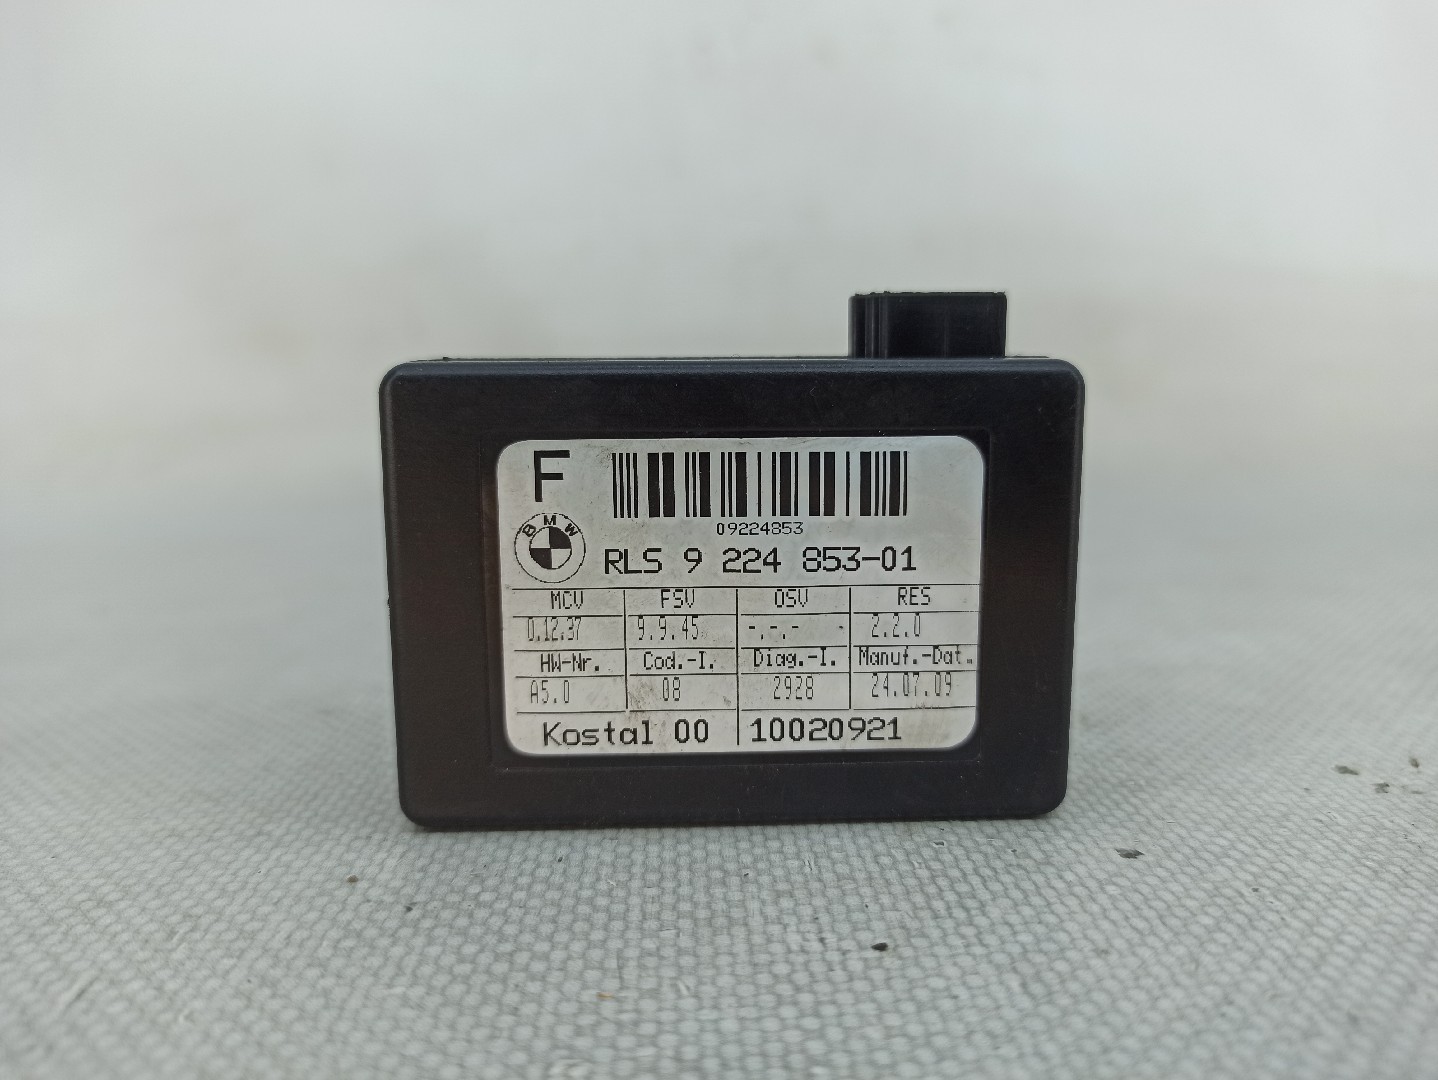 F
09224853
BMW
RLS 9 224 853-01
MCV FSV OSV RES
0.12.37 9.9.45 -.-.- - 2.2.0
HW-Nr. Cod.-I. Diag.-I. Manuf.-Dat.
A5.0 08 2928 24.07.09
Kostal 00 10020921